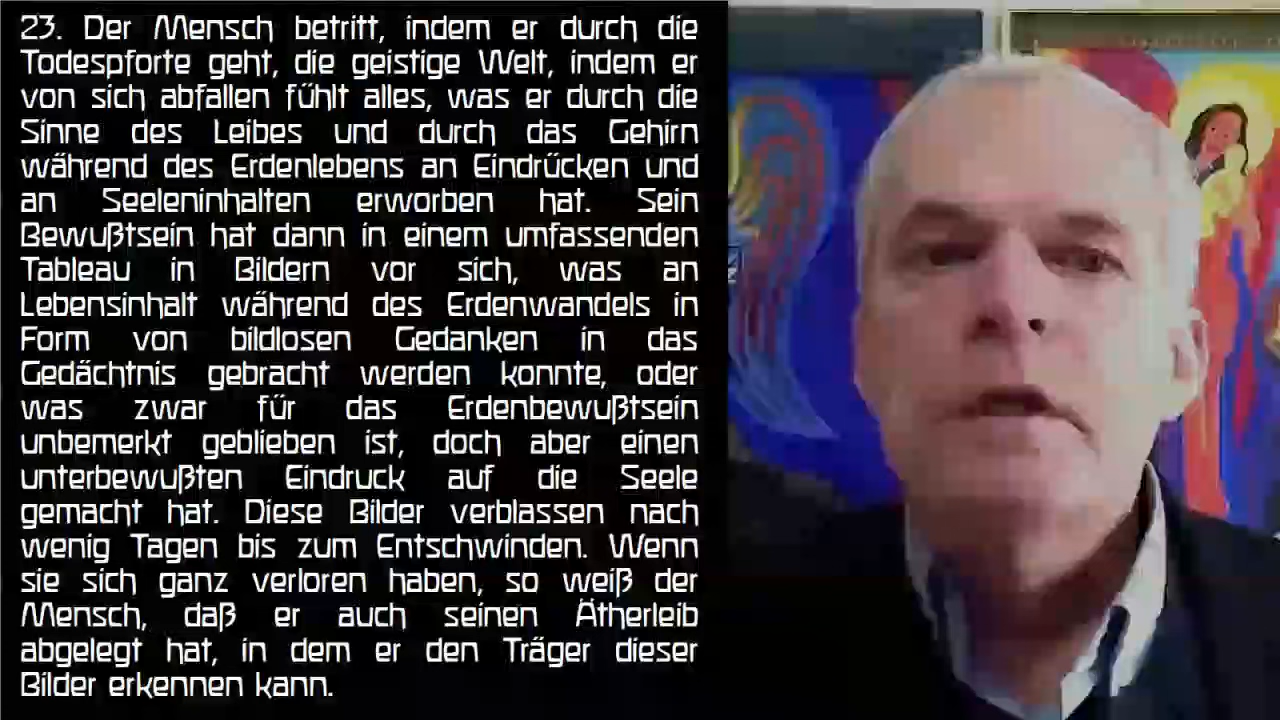 23. Der Mensch betritt, indem er durch die
Todespforte geht, die geistige Welt, indem er
von sich abfallen fühlt alles, was er durch die
Sinne des Leibes und durch das Gehirn
während des Erdenlebens an Eindrücken und
an Seeleninhalten erworben hat. Sein
Bewußtsein hat dann in einem umfassenden
Tableau in Bildern vor sich, was an
Lebensinhalt während des Erdenwandels in
Form von bildlosen Gedanken in das
Gedächtnis gebracht werden konnte, oder
was zwar für das Erdenbewußtsein
unbemerkt geblieben ist, doch aber einen
unterbewußten Eindruck auf die Seele
gemacht hat. Diese Bilder verblassen nach
wenig Tagen bis zum Entschwinden. Wenn
sie sich ganz verloren haben, so weiß der
Mensch, daß er auch seinen Ätherleib
abgelegt hat, in dem er den Träger dieser
Bilder erkennen kann.